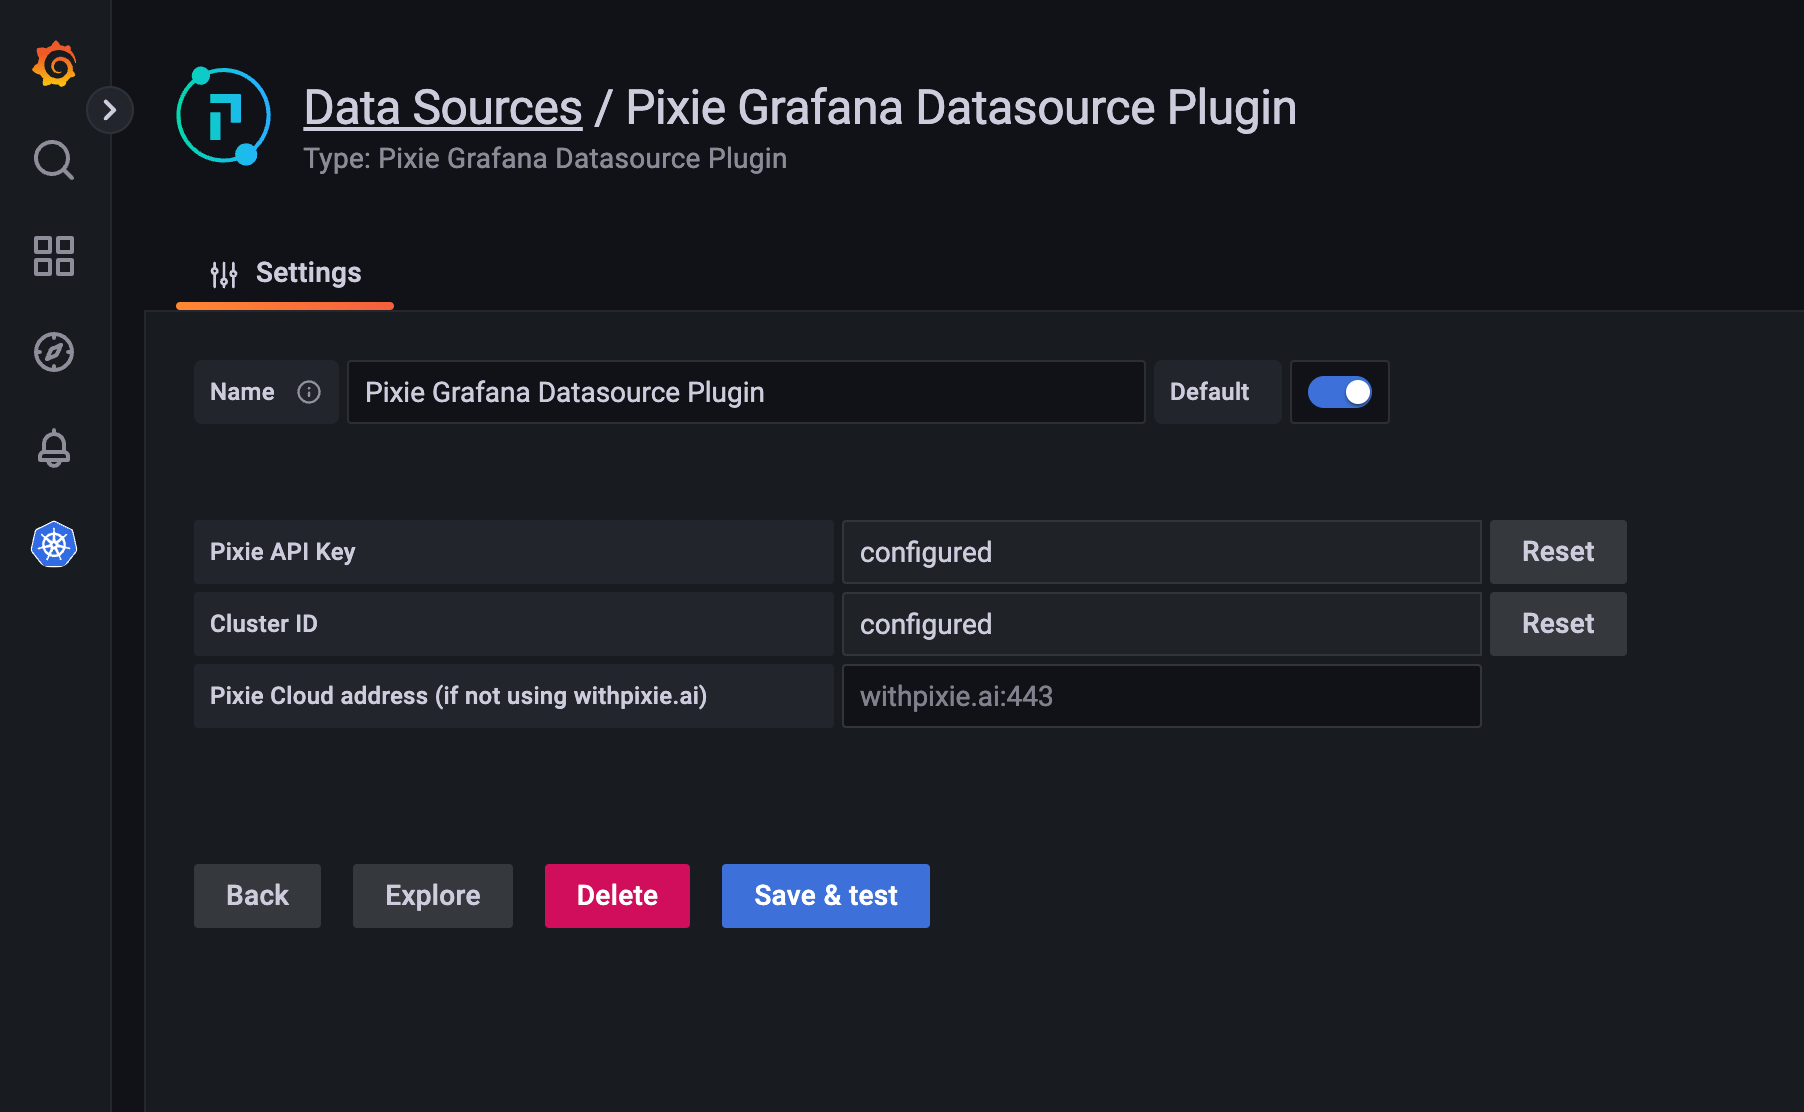 Data Sources / Pixie Grafana Datasource Plugin
Type: Pixie Grafana Datasource Plugin
Settings
Name
Pixie Grafana Datasource Plugin
Default
Pixie API Key
configured
Reset
Cluster ID
configured
Reset
Pixie Cloud address (if not using withpixie.ai)
withpixie.ai:443
Back
Explore
Delete
Save & test